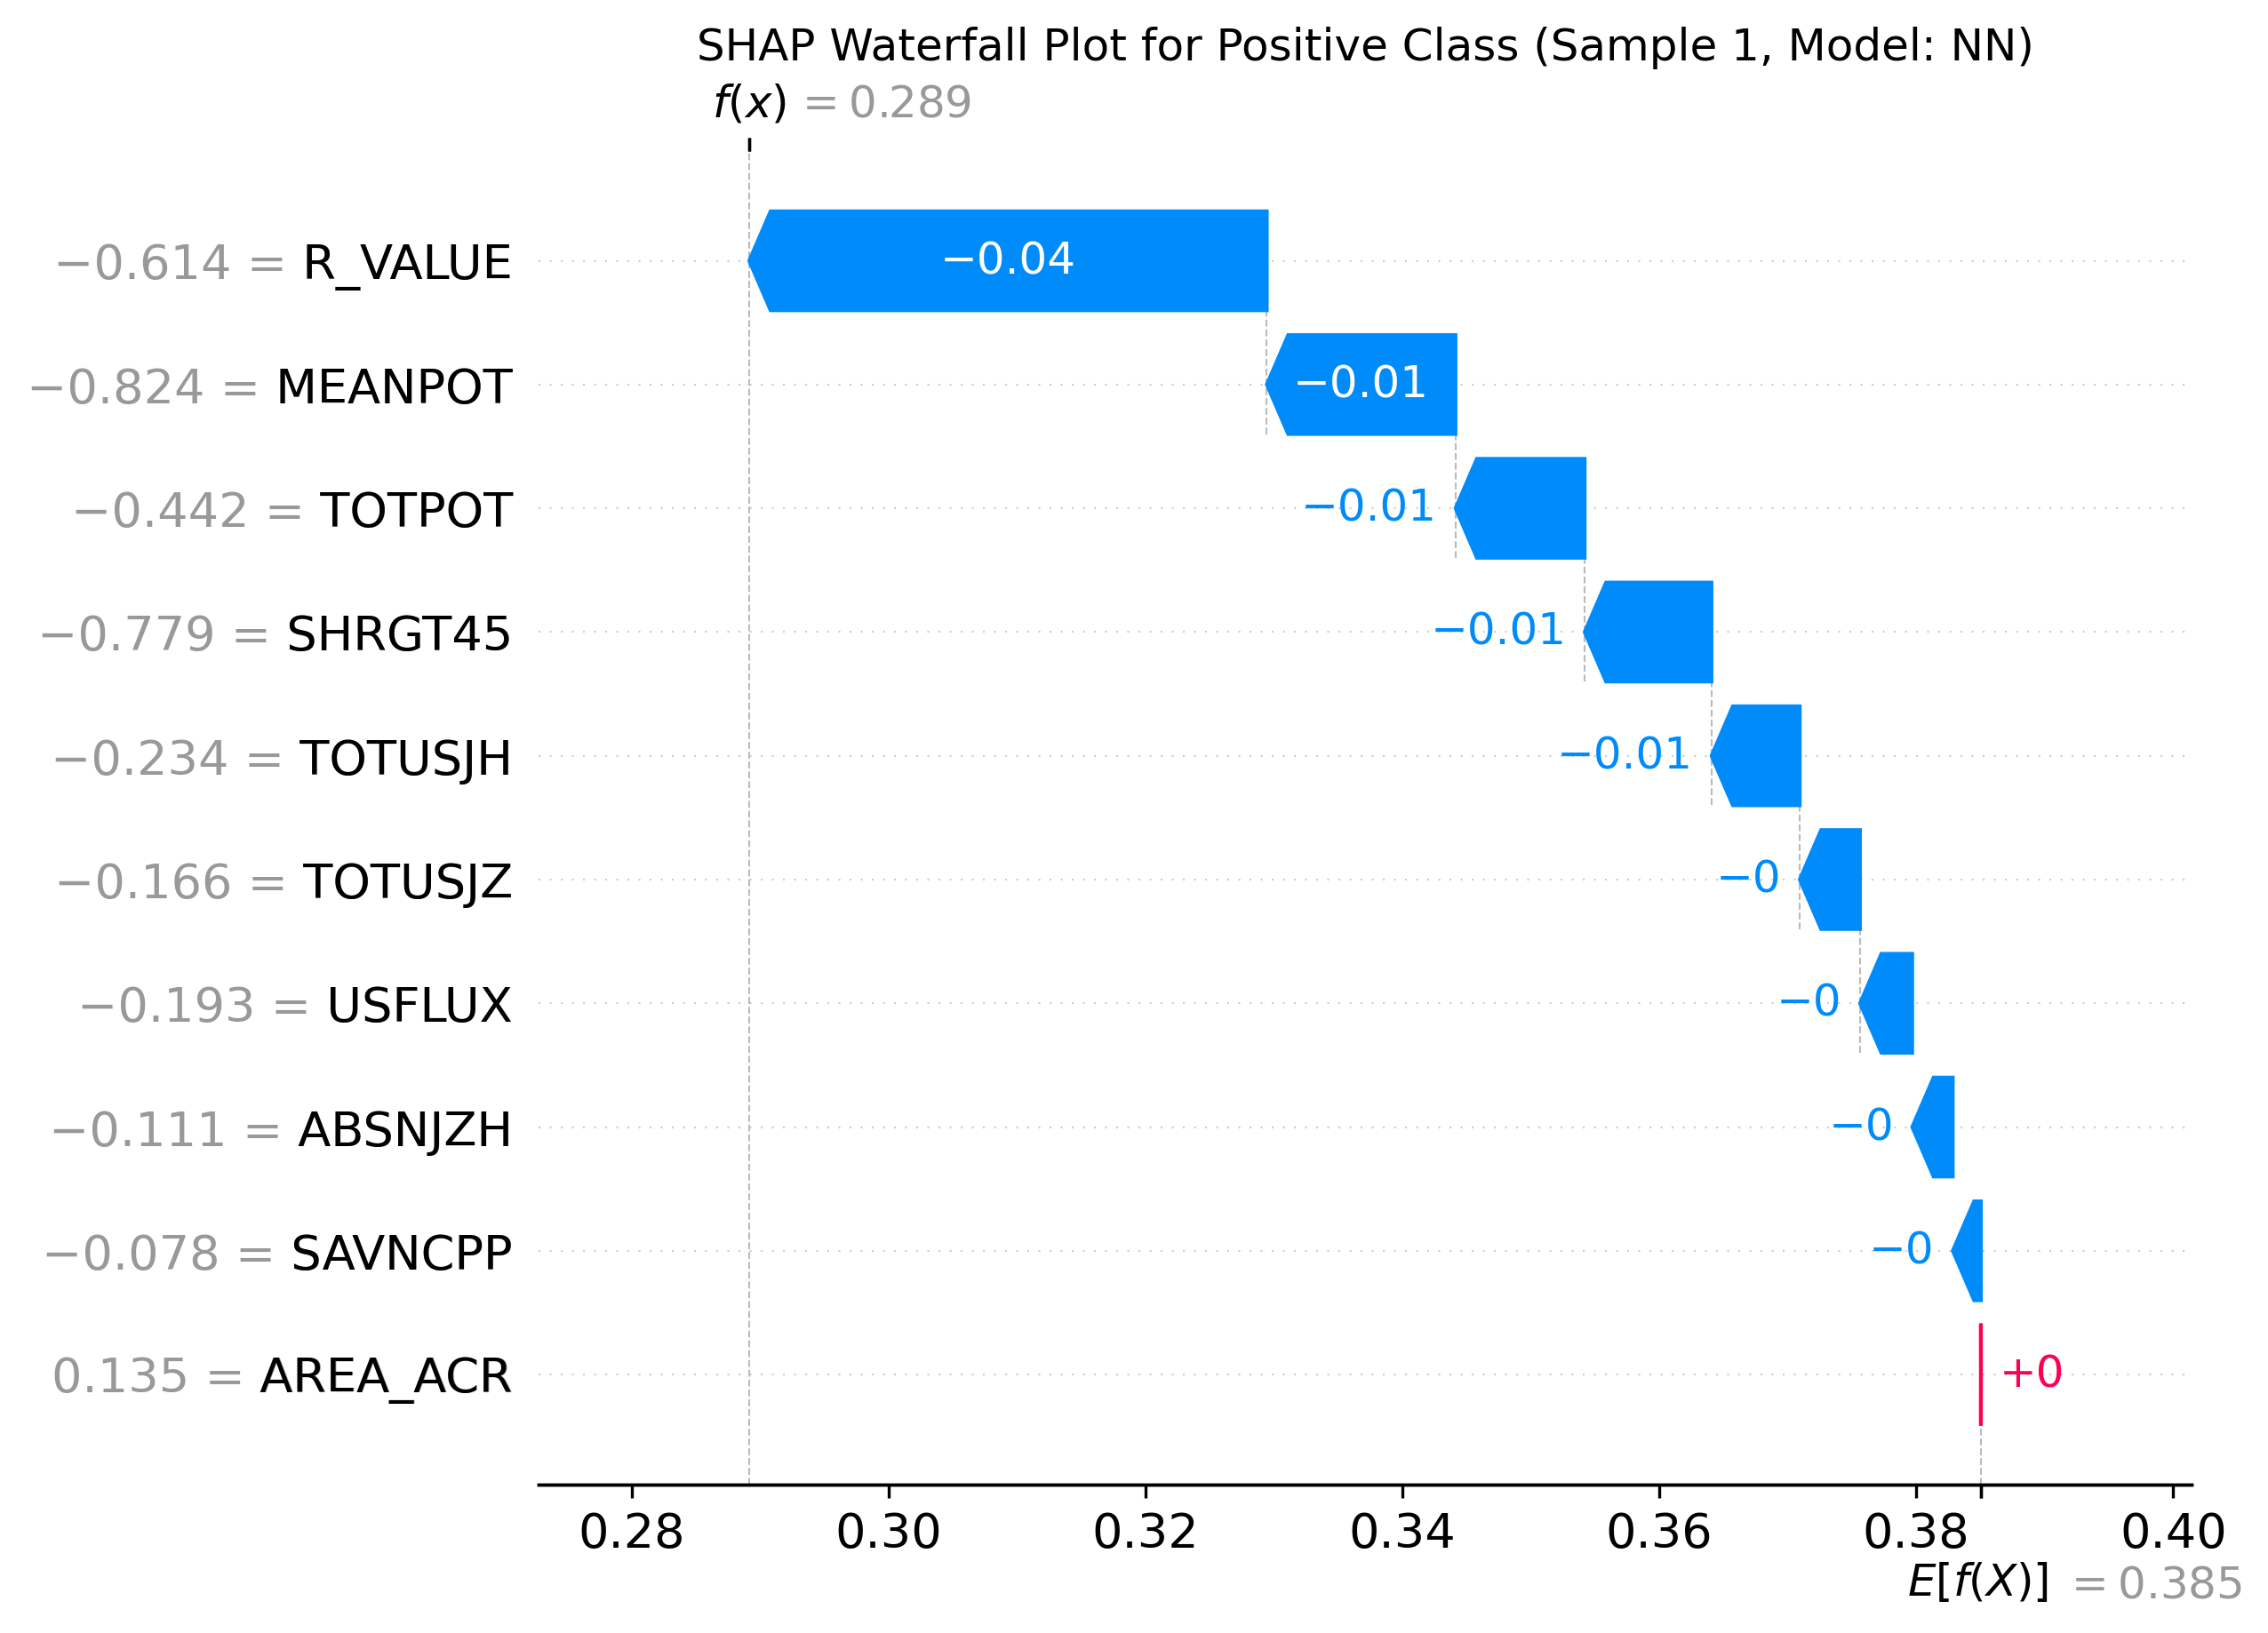 SHAP Waterfall Plot for Positive Class (Sample 1, Model: NN)
f(x) = 0.289
−0.614 = R_VALUE −0.04
−0.824 = MEANPOT −0.01
−0.442 = TOTPOT −0.01
−0.779 = SHRGT45 −0.01
−0.234 = TOTUSJH −0.01
−0.166 = TOTUSJZ −0
−0.193 = USFLUX −0
−0.111 = ABSNJZH −0
−0.078 = SAVNCPP −0
0.135 = AREA_ACR +0
0.28 0.30 0.32 0.34 0.36 0.38 0.40
E[f(X)] = 0.385